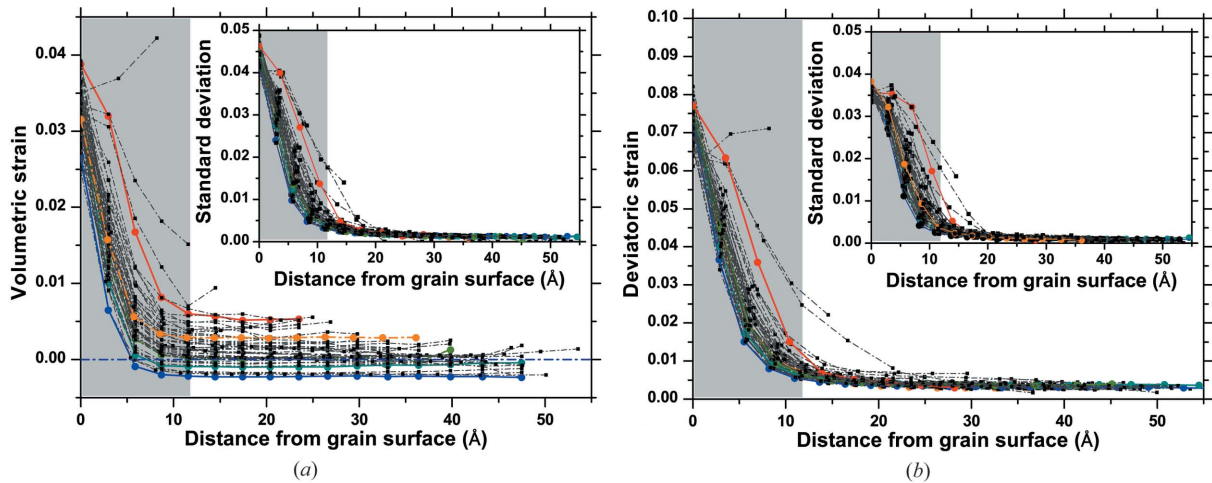 0.04
0.03
0.02
0.01
0.00
Volumetric strain
0 10 20 30 40 50
Distance from grain surface (Å)
0.05
0.04
0.03
0.02
0.01
0.00
Standard deviation
0 10 20 30 40 50
Distance from grain surface (Å)
(a)
0.10
0.09
0.08
0.07
0.06
0.05
0.04
0.03
0.02
0.01
0.00
Deviatoric strain
0 10 20 30 40 50
Distance from grain surface (Å)
0.05
0.04
0.03
0.02
0.01
0.00
Standard deviation
0 10 20 30 40 50
Distance from grain surface (Å)
(b)